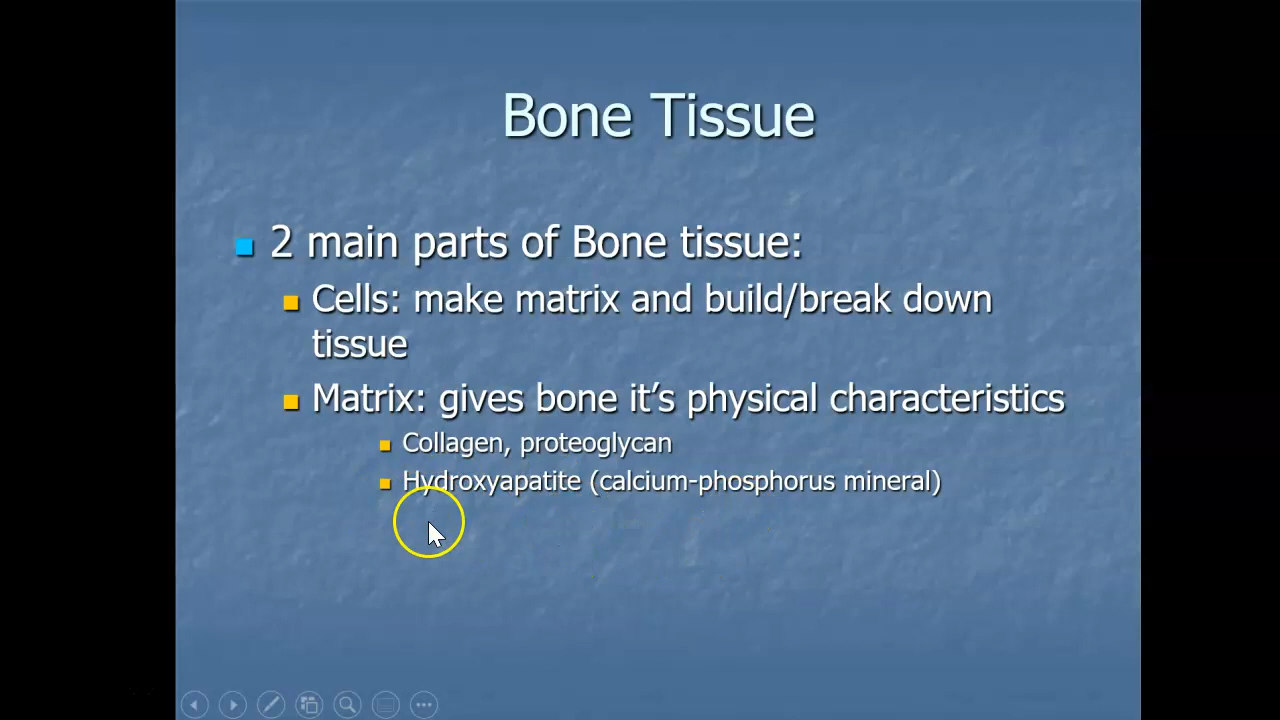 Bone Tissue
2 main parts of Bone tissue:
Cells: make matrix and build/break down
tissue
Matrix: gives bone it’s physical characteristics
Collagen, proteoglycan
Hydroxyapatite (calcium-phosphorus mineral)